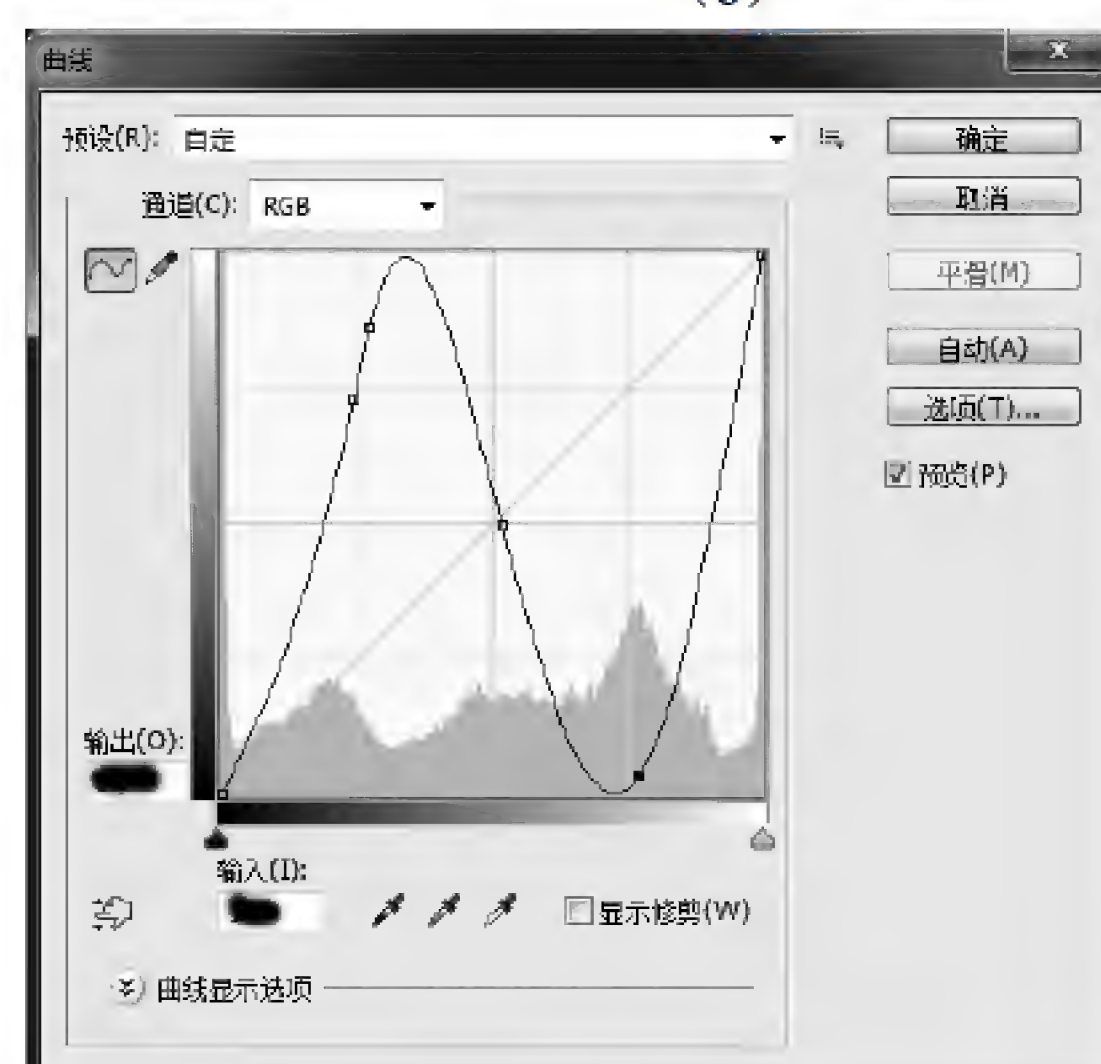 曲线
预设(R): 自定
确定
通道(C): RGB
取消
平滑(M)
自动(A)
选项(T)...
预览(P)
输出(O):
输入(I):
显示修剪(W)
曲线显示选项